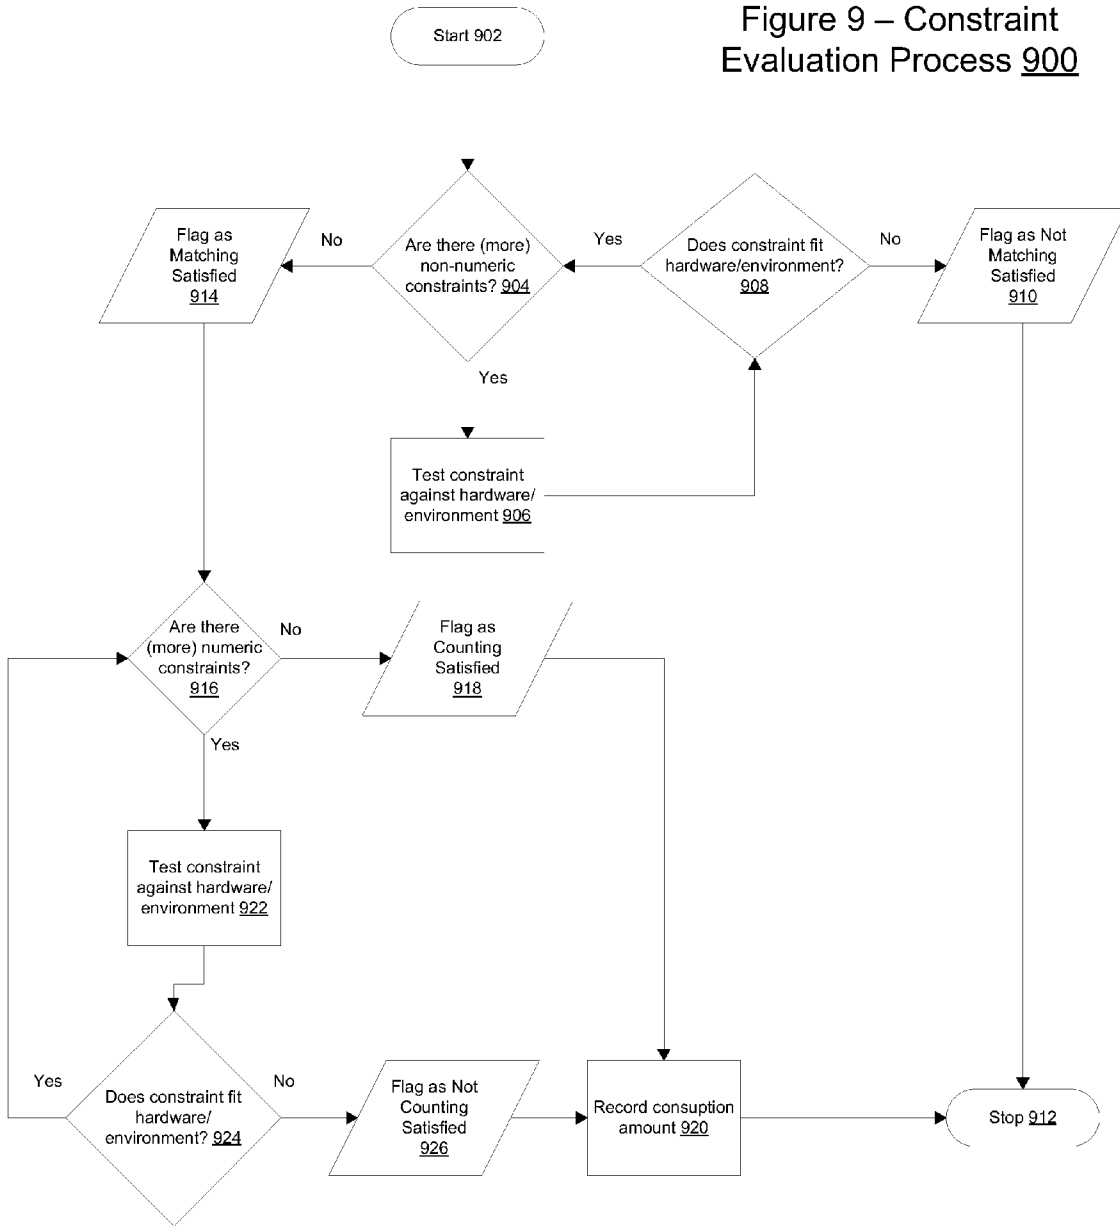 Figure 9 – Constraint
Evaluation Process 900
Start 902
Flag as
Matching
Satisfied
914
No
Are there (more)
non-numeric
constraints? 904
Yes
Does constraint fit
hardware/environment?
908
No
Flag as Not
Matching
Satisfied
910
Yes
Test constraint
against hardware/
environment 906
Are there
(more) numeric
constraints?
916
No
Flag as
Counting
Satisfied
918
Yes
Test constraint
against hardware/
environment 922
Yes
Does constraint fit
hardware/
environment? 924
No
Flag as Not
Counting
Satisfied
926
Record consuption
amount 920
Stop 912